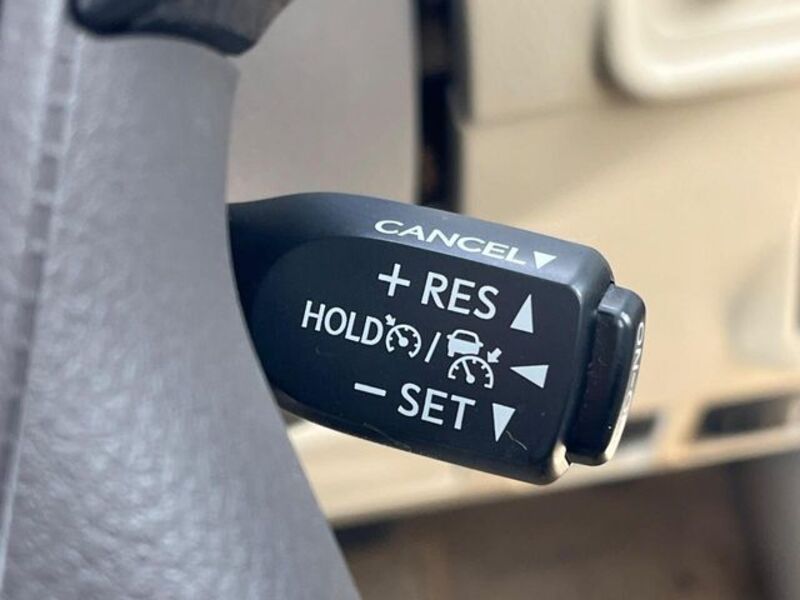 CANCEL▼
+ RES ▲
HOLD / ◀
− SET ▼